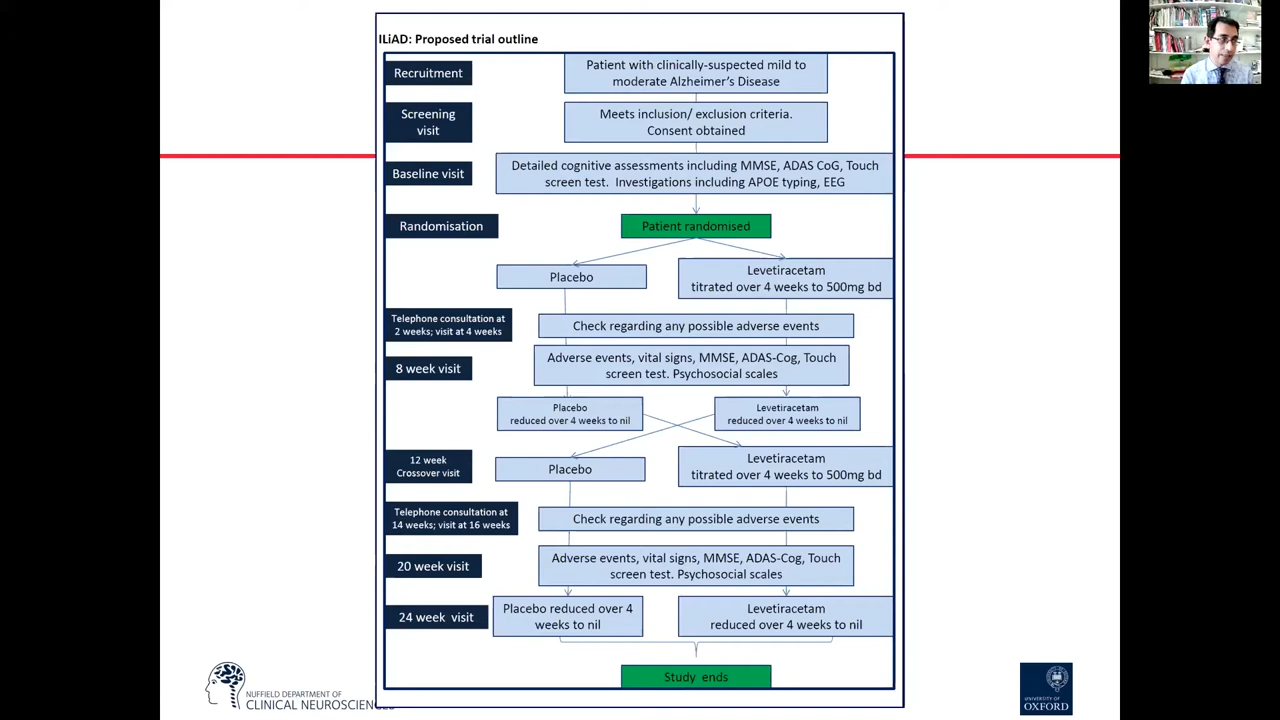 ILiAD: Proposed trial outline
Recruitment
Patient with clinically-suspected mild to
moderate Alzheimer's Disease
Screening
visit
Meets inclusion/ exclusion criteria.
Consent obtained
Baseline visit
Detailed cognitive assessments including MMSE, ADAS CoG, Touch
screen test. Investigations including APOE typing, EEG
Randomisation
Patient randomised
Placebo
Levetiracetam
titrated over 4 weeks to 500mg bd
Telephone consultation at
2 weeks; visit at 4 weeks
Check regarding any possible adverse events
8 week visit
Adverse events, vital signs, MMSE, ADAS-Cog, Touch
screen test. Psychosocial scales
Placebo
reduced over 4 weeks to nil
Levetiracetam
reduced over 4 weeks to nil
12 week
Crossover visit
Placebo
Levetiracetam
titrated over 4 weeks to 500mg bd
Telephone consultation at
14 weeks; visit at 16 weeks
Check regarding any possible adverse events
20 week visit
Adverse events, vital signs, MMSE, ADAS-Cog, Touch
screen test. Psychosocial scales
24 week visit
Placebo reduced over 4
weeks to nil
Levetiracetam
reduced over 4 weeks to nil
Study ends
NUFFIELD DEPARTMENT OF
CLINICAL NEUROSCIENCES
UNIVERSITY OF
OXFORD